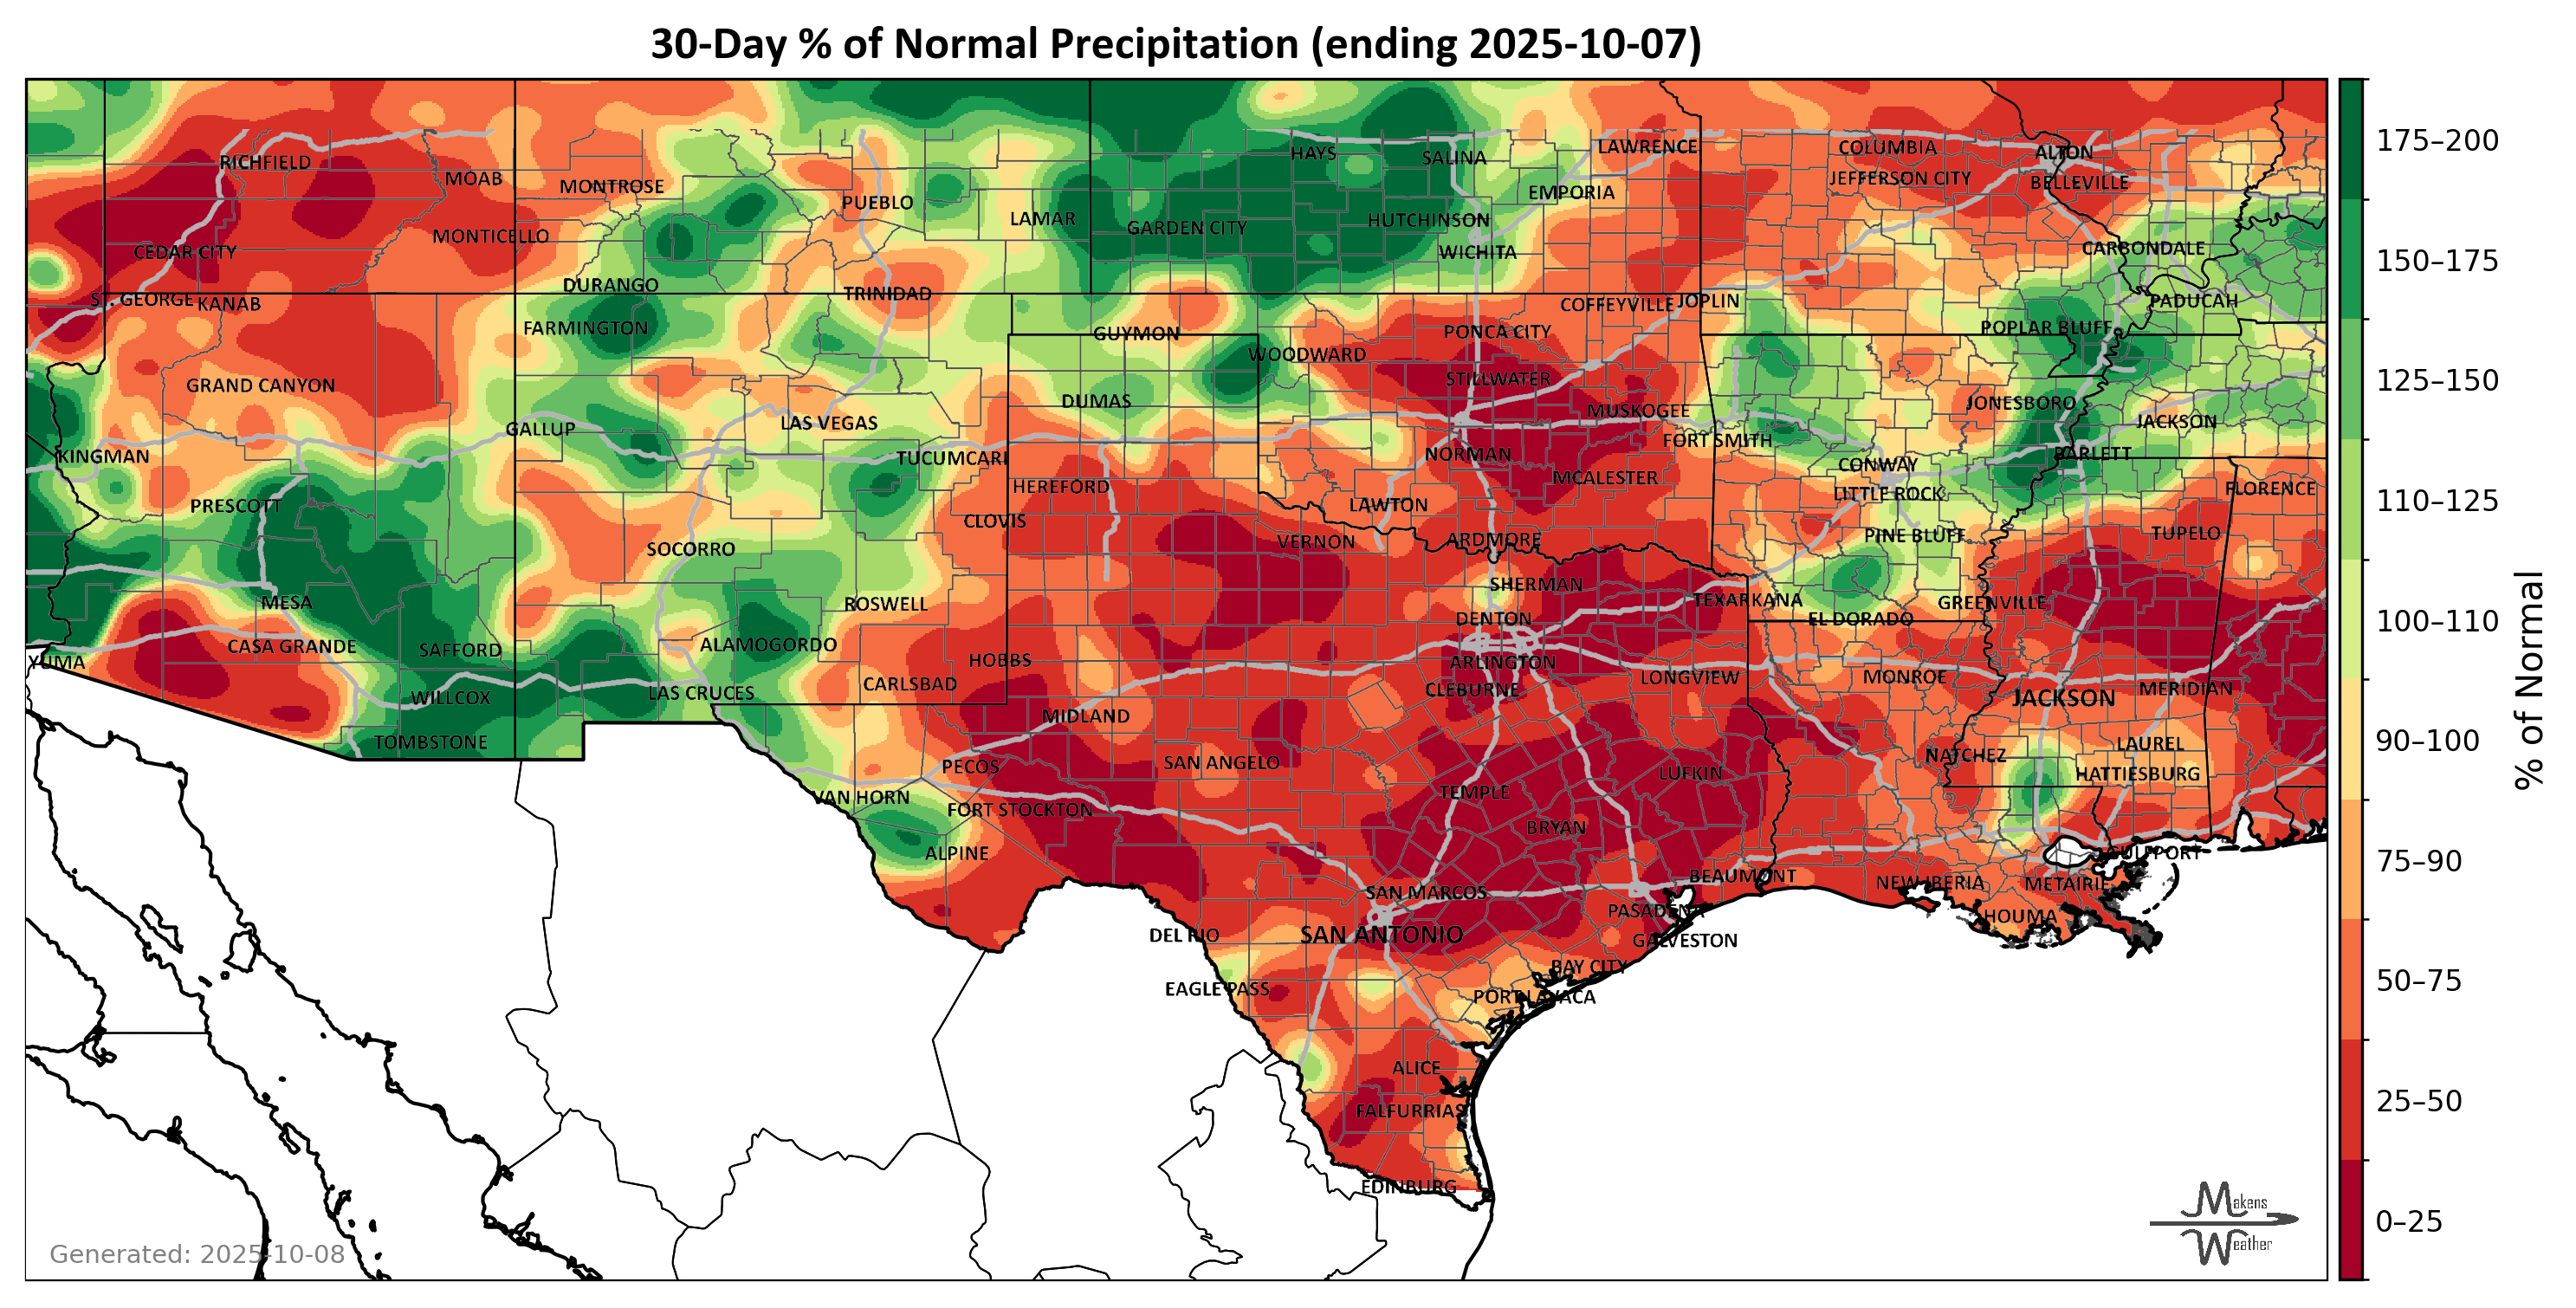 30-Day % of Normal Precipitation (ending 2025-10-07)
HAYS
SALINA
LAWRENCE
COLUMBIA
ALTON
RICHFIELD
MOAB
MONTROSE
JEFFERSON CITY
BELLEVILLE
PUEBLO
EMPORIA
LAMAR
GARDEN CITY
HUTCHINSON
MONTICELLO
CEDAR CITY
WICHITA
CARBONDALE
DURANGO
TRINIDAD
ST. GEORGE
KANAB
COFFEYVILLE
JOPLIN
PADUCAH
FARMINGTON
GUYMON
PONCA CITY
POPLAR BLUFF
WOODWARD
GRAND CANYON
STILLWATER
DUMAS
MUSKOGEE
JONESBORO
GALLUP
LAS VEGAS
JACKSON
FORT SMITH
KINGMAN
TUCUMCARI
NORMAN
CONWAY
BARLETT
HEREFORD
MCALESTER
LITTLE ROCK
FLORENCE
PRESCOTT
LAWTON
CLOVIS
VERNON
ARDMORE
PINE BLUFF
TUPELO
SOCORRO
SHERMAN
MESA
ROSWELL
DENTON
TEXARKANA
GREENVILLE
EL DORADO
CASA GRANDE
SAFFORD
ALAMOGORDO
HOBBS
ARLINGTON
YUMA
WILLCOX
LAS CRUCES
CARLSBAD
CLEBURNE
LONGVIEW
MONROE
JACKSON
MERIDIAN
MIDLAND
TOMBSTONE
PECOS
SAN ANGELO
LUFKIN
NATCHEZ
LAUREL
HATTIESBURG
VAN HORN
FORT STOCKTON
TEMPLE
BRYAN
ALPINE
GULFPORT
SAN MARCOS
BEAUMONT
NEW IBERIA
METAIRIE
PASADENA
HOUMA
DEL RIO
SAN ANTONIO
GALVESTON
BAY CITY
EAGLE PASS
PORT LAVACA
ALICE
FALFURRIAS
EDINBURG
175–200
150–175
125–150
110–125
100–110
90–100
75–90
50–75
25–50
0–25
% of Normal
Generated: 2025-10-08
Makens
Weather